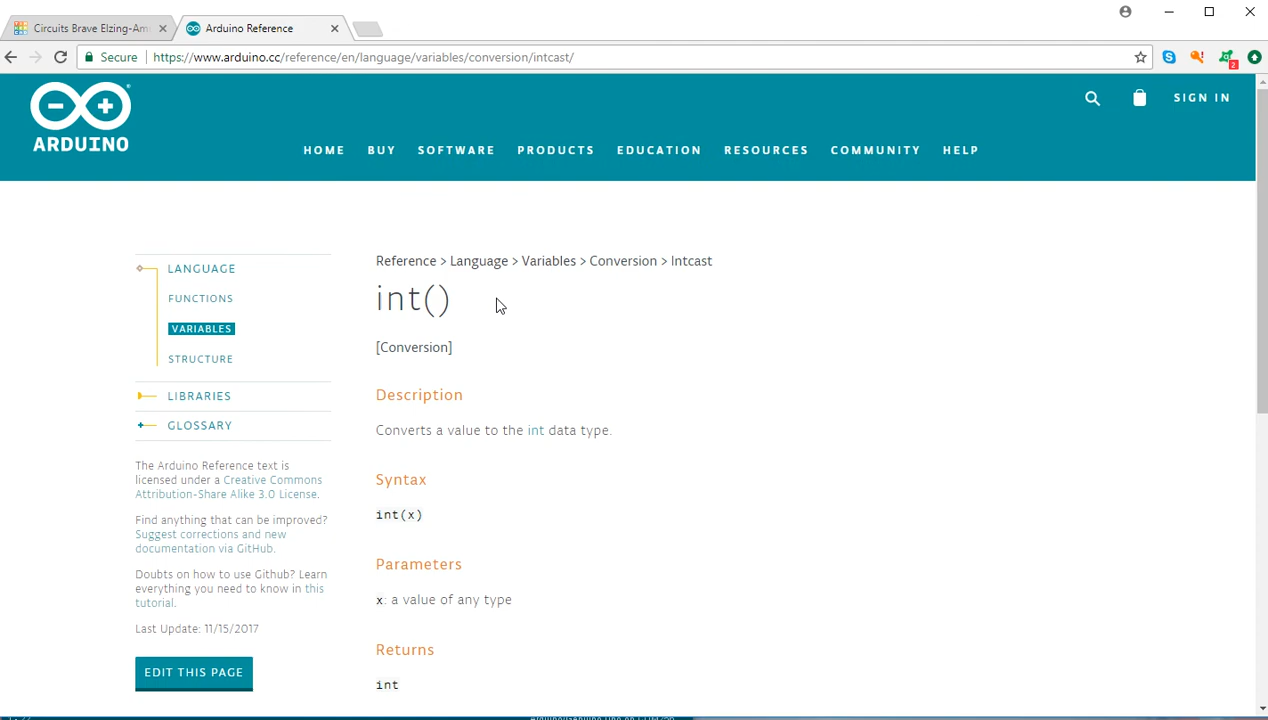 Circuits Brave Elzing-Am
Arduino Reference
Secure
https://www.arduino.cc/reference/en/language/variables/conversion/intcast/
2
ARDUINO
SIGN IN
HOME BUY SOFTWARE PRODUCTS EDUCATION RESOURCES COMMUNITY HELP
LANGUAGE
FUNCTIONS
VARIABLES
STRUCTURE
LIBRARIES
GLOSSARY
The Arduino Reference text is
licensed under a Creative Commons
Attribution-Share Alike 3.0 License.
Find anything that can be improved?
Suggest corrections and new
documentation via GitHub.
Doubts on how to use Github? Learn
everything you need to know in this
tutorial.
Last Update: 11/15/2017
EDIT THIS PAGE
Reference > Language > Variables > Conversion > Intcast
int()
[Conversion]
Description
Converts a value to the int data type.
Syntax
int(x)
Parameters
x: a value of any type
Returns
int